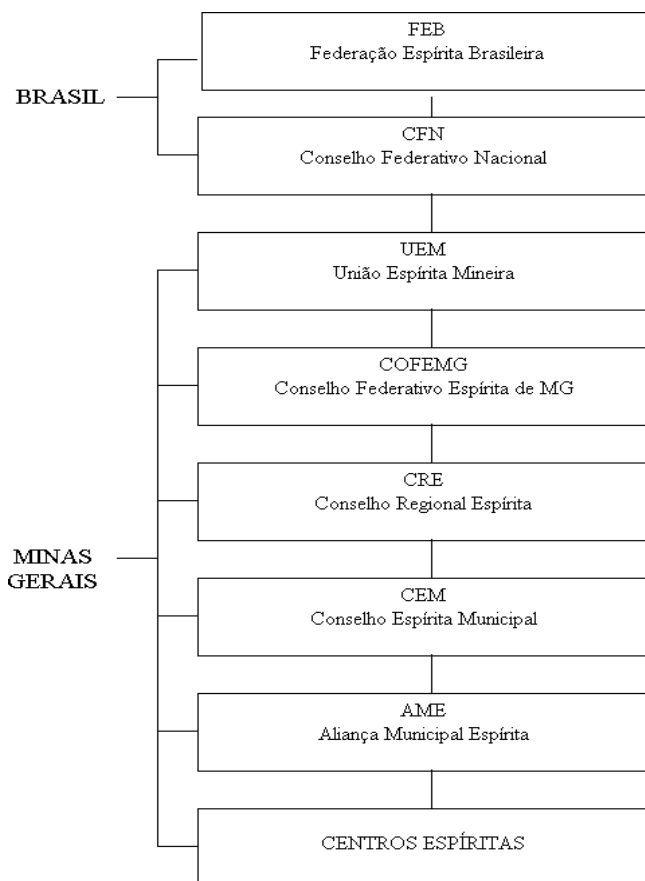 FEB
Federação Espírita Brasileira
BRASIL
CFN
Conselho Federativo Nacional
UEM
União Espírita Mineira
COFEMG
Conselho Federativo Espírita de MG
CRE
Conselho Regional Espírita
MINAS
GERAIS
CEM
Conselho Espírita Municipal
AME
Aliança Municipal Espírita
CENTROS ESPÍRITAS